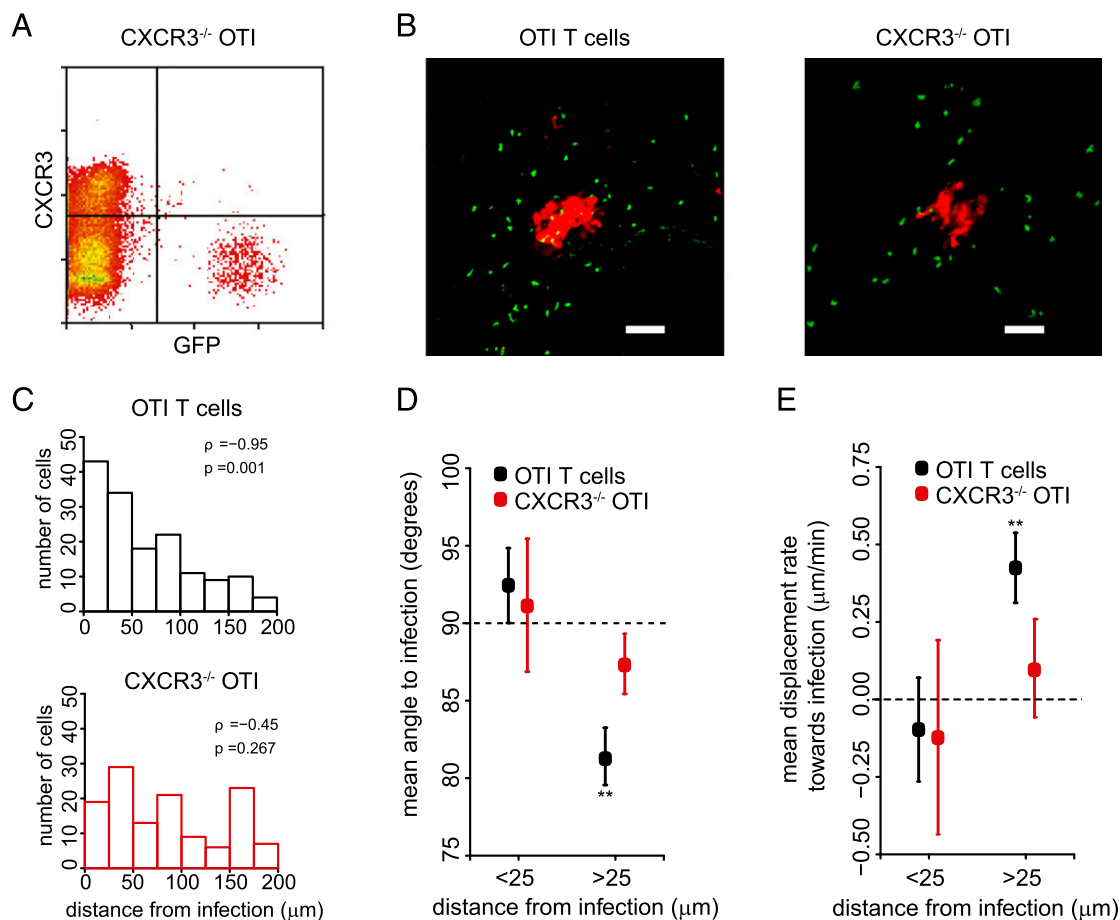 A
CXCR3-/- OTI
CXCR3
GFP
B
OTI T cells
CXCR3-/- OTI
C
OTI T cells
ρ =−0.95
p =0.001
number of cells
0 10 20 30 40 50
0 50 100 150 200
CXCR3-/- OTI
ρ =−0.45
p =0.267
number of cells
0 10 20 30 40 50
0 50 100 150 200
distance from infection (μm)
D
OTI T cells
CXCR3-/- OTI
mean angle to infection (degrees)
75 80 85 90 95 100
**
<25 >25
distance from infection (μm)
E
OTI T cells
CXCR3-/- OTI
mean displacement rate
towards infection (μm/min)
−0.50 −0.25 0.00 0.25 0.50 0.75
**
<25 >25
distance from infection (μm)